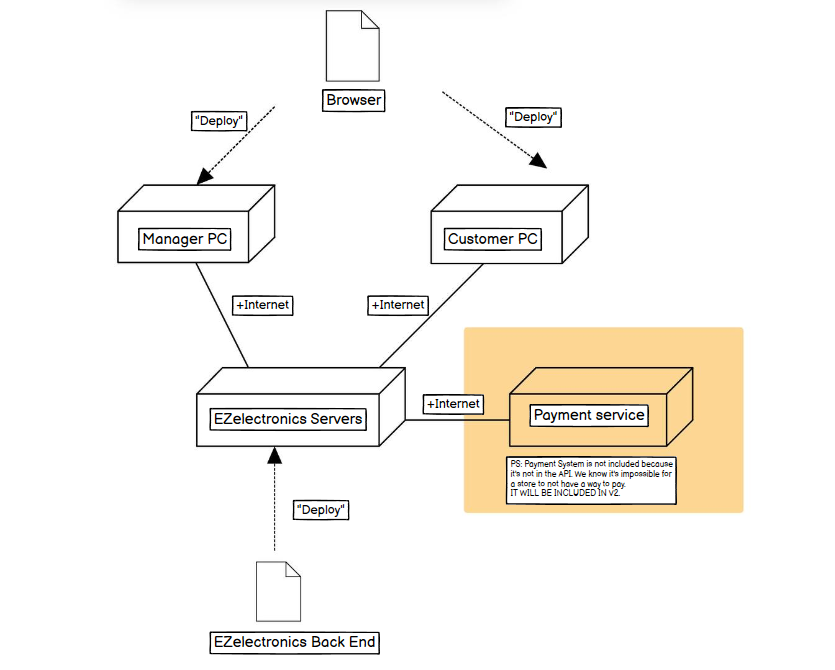 Browser
"Deploy"
"Deploy"
Manager PC
Customer PC
+Internet
+Internet
EZelectronics Servers
+Internet
Payment service
PS: Payment System is not included because
it's not in the API. We know it's impossible for
a store to not have a way to pay.
IT WILL BE INCLUDED IN V2.
"Deploy"
EZelectronics Back End